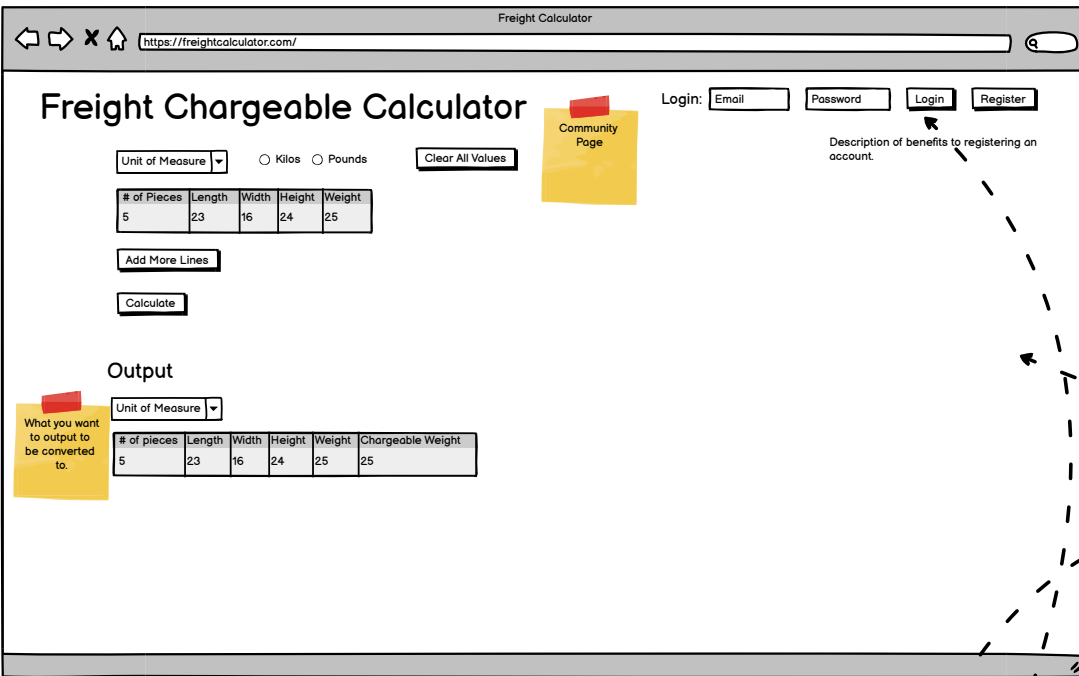 Freight Calculator
https://freightcalculator.com/
Freight Chargeable Calculator
Community
Page
Login: Email Password Login Register
Description of benefits to registering an
account.
Unit of Measure Kilos Pounds Clear All Values
# of Pieces Length Width Height Weight
5 23 16 24 25
Add More Lines
Calculate
Output
What you want
to output to
be converted
to.
Unit of Measure
# of pieces Length Width Height Weight Chargeable Weight
5 23 16 24 25 25